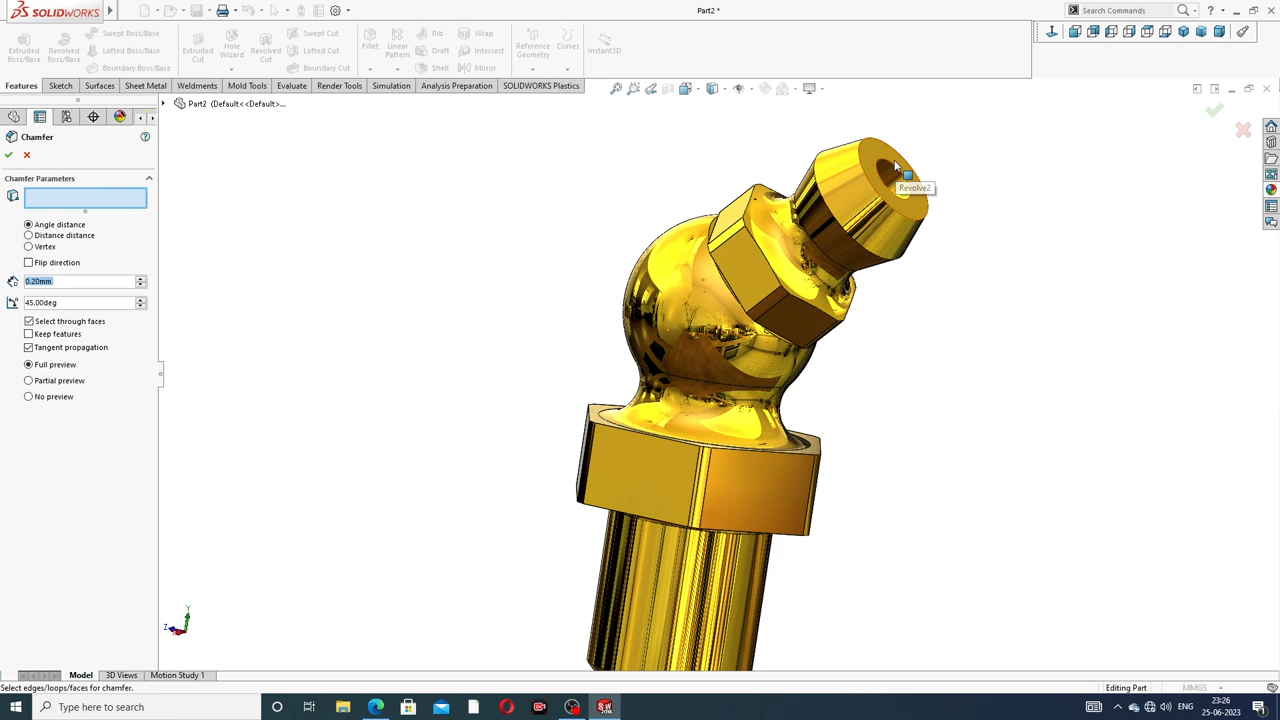 SOLIDWORKS
Part2 *
Search Commands
Extruded Boss/Base
Revolved Boss/Base
Swept Boss/Base
Lofted Boss/Base
Boundary Boss/Base
Extruded Cut
Hole Wizard
Revolved Cut
Swept Cut
Lofted Cut
Boundary Cut
Fillet
Linear Pattern
Rib
Draft
Shell
Wrap
Intersect
Mirror
Reference Geometry
Curves
Instant3D
Features
Sketch
Surfaces
Sheet Metal
Weldments
Mold Tools
Evaluate
Render Tools
Simulation
Analysis Preparation
SOLIDWORKS Plastics
Part2 (Default<<Default>...
Chamfer
Chamfer Parameters
Angle distance
Distance distance
Vertex
Flip direction
0.20mm
45.00deg
Select through faces
Keep features
Tangent propagation
Full preview
Partial preview
No preview
Revolve2
Y
Z
Model
3D Views
Motion Study 1
Select edges/loops/faces for chamfer.
Editing Part
MMGS
Type here to search
ENG
23:26
25-06-2023